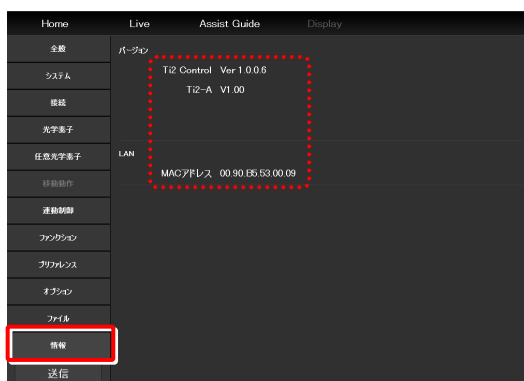 Home Live Assist Guide Display
全般
システム
接続
光学素子
任意光学素子
移動動作
連動制御
ファンクション
プリファレンス
オプション
ファイル
情報
送信
バージョン
Ti2 Control Ver 1.0.0.6
Ti2-A V1.00
LAN
MACアドレス 00.90.B5.53.00.09